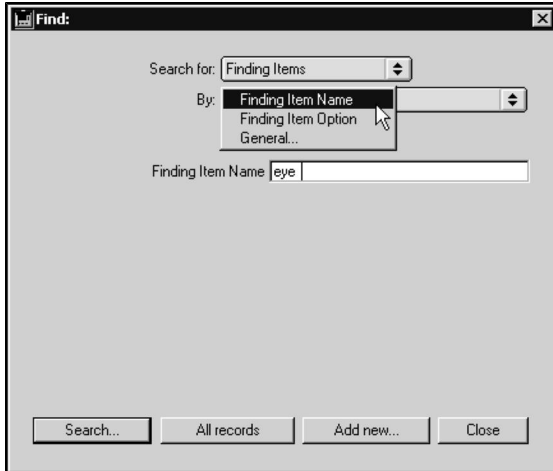 Find:
Search for: Finding Items
By: Finding Item Name
Finding Item Option
General...
Finding Item Name eye
Search... All records Add new... Close